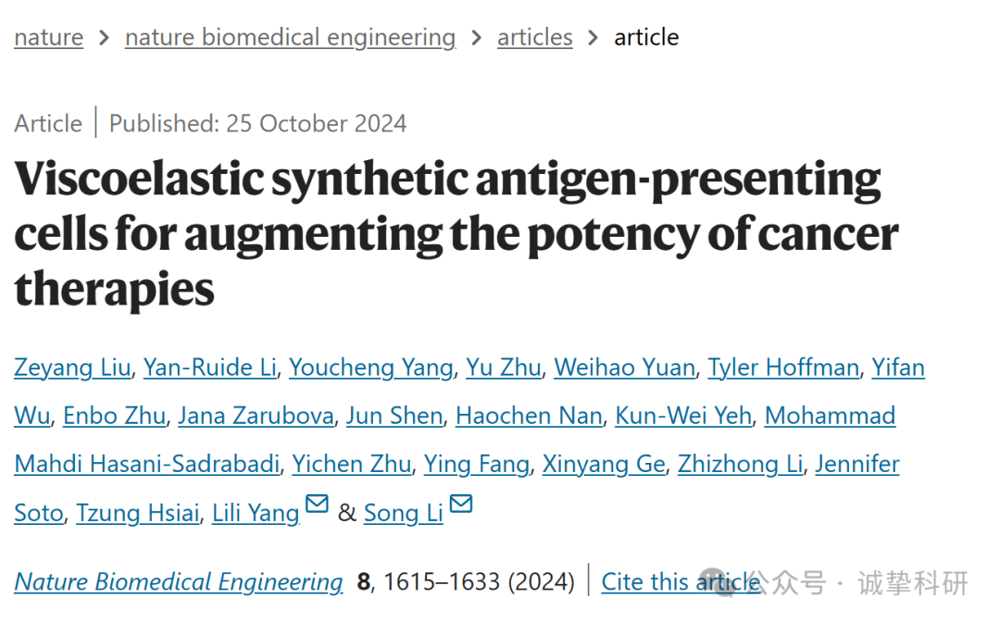 nature > nature biomedical engineering > articles > article
Article | Published: 25 October 2024
Viscoelastic synthetic antigen-presenting
cells for augmenting the potency of cancer
therapies
Zeyang Liu, Yan-Ruide Li, Youcheng Yang, Yu Zhu, Weihao Yuan, Tyler Hoffman, Yifan
Wu, Enbo Zhu, Jana Zarubova, Jun Shen, Haochen Nan, Kun-Wei Yeh, Mohammad
Mahdi Hasani-Sadrabadi, Yichen Zhu, Ying Fang, Xinyang Ge, Zhizhong Li, Jennifer
Soto, Tzung Hsiai, Lili Yang & Song Li
Nature Biomedical Engineering 8, 1615–1633 (2024) | Cite this article
公众号 · 诚挚科研